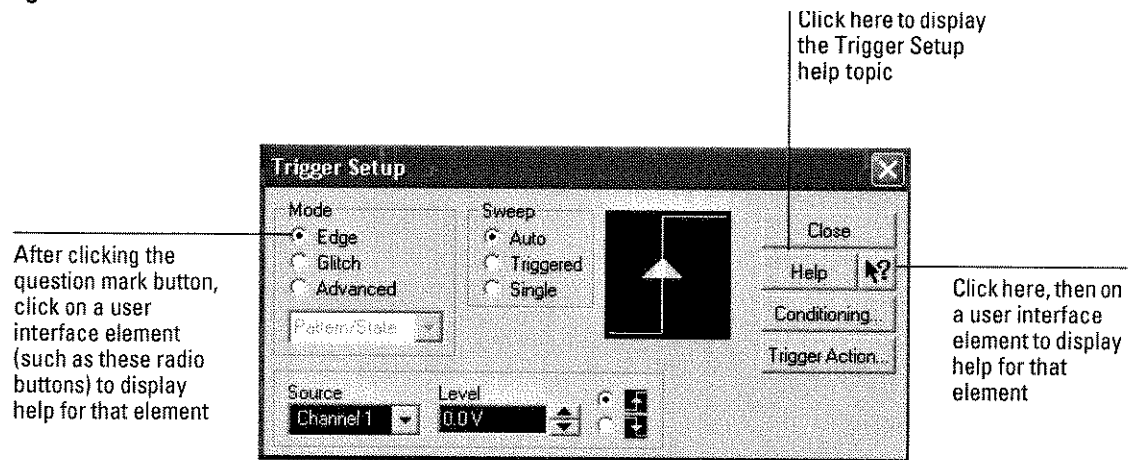 Click here to display
the Trigger Setup
help topic
Trigger Setup
Mode
Edge
Glitch
Advanced
Pattern/State
Sweep
Auto
Triggered
Single
Close
Help
?
Conditioning...
Trigger Action...
Source
Channel 1
Level
0.0 V
After clicking the
question mark button,
click on a user
interface element
(such as these radio
buttons) to display
help for that element
Click here, then on
a user interface
element to display
help for that
element